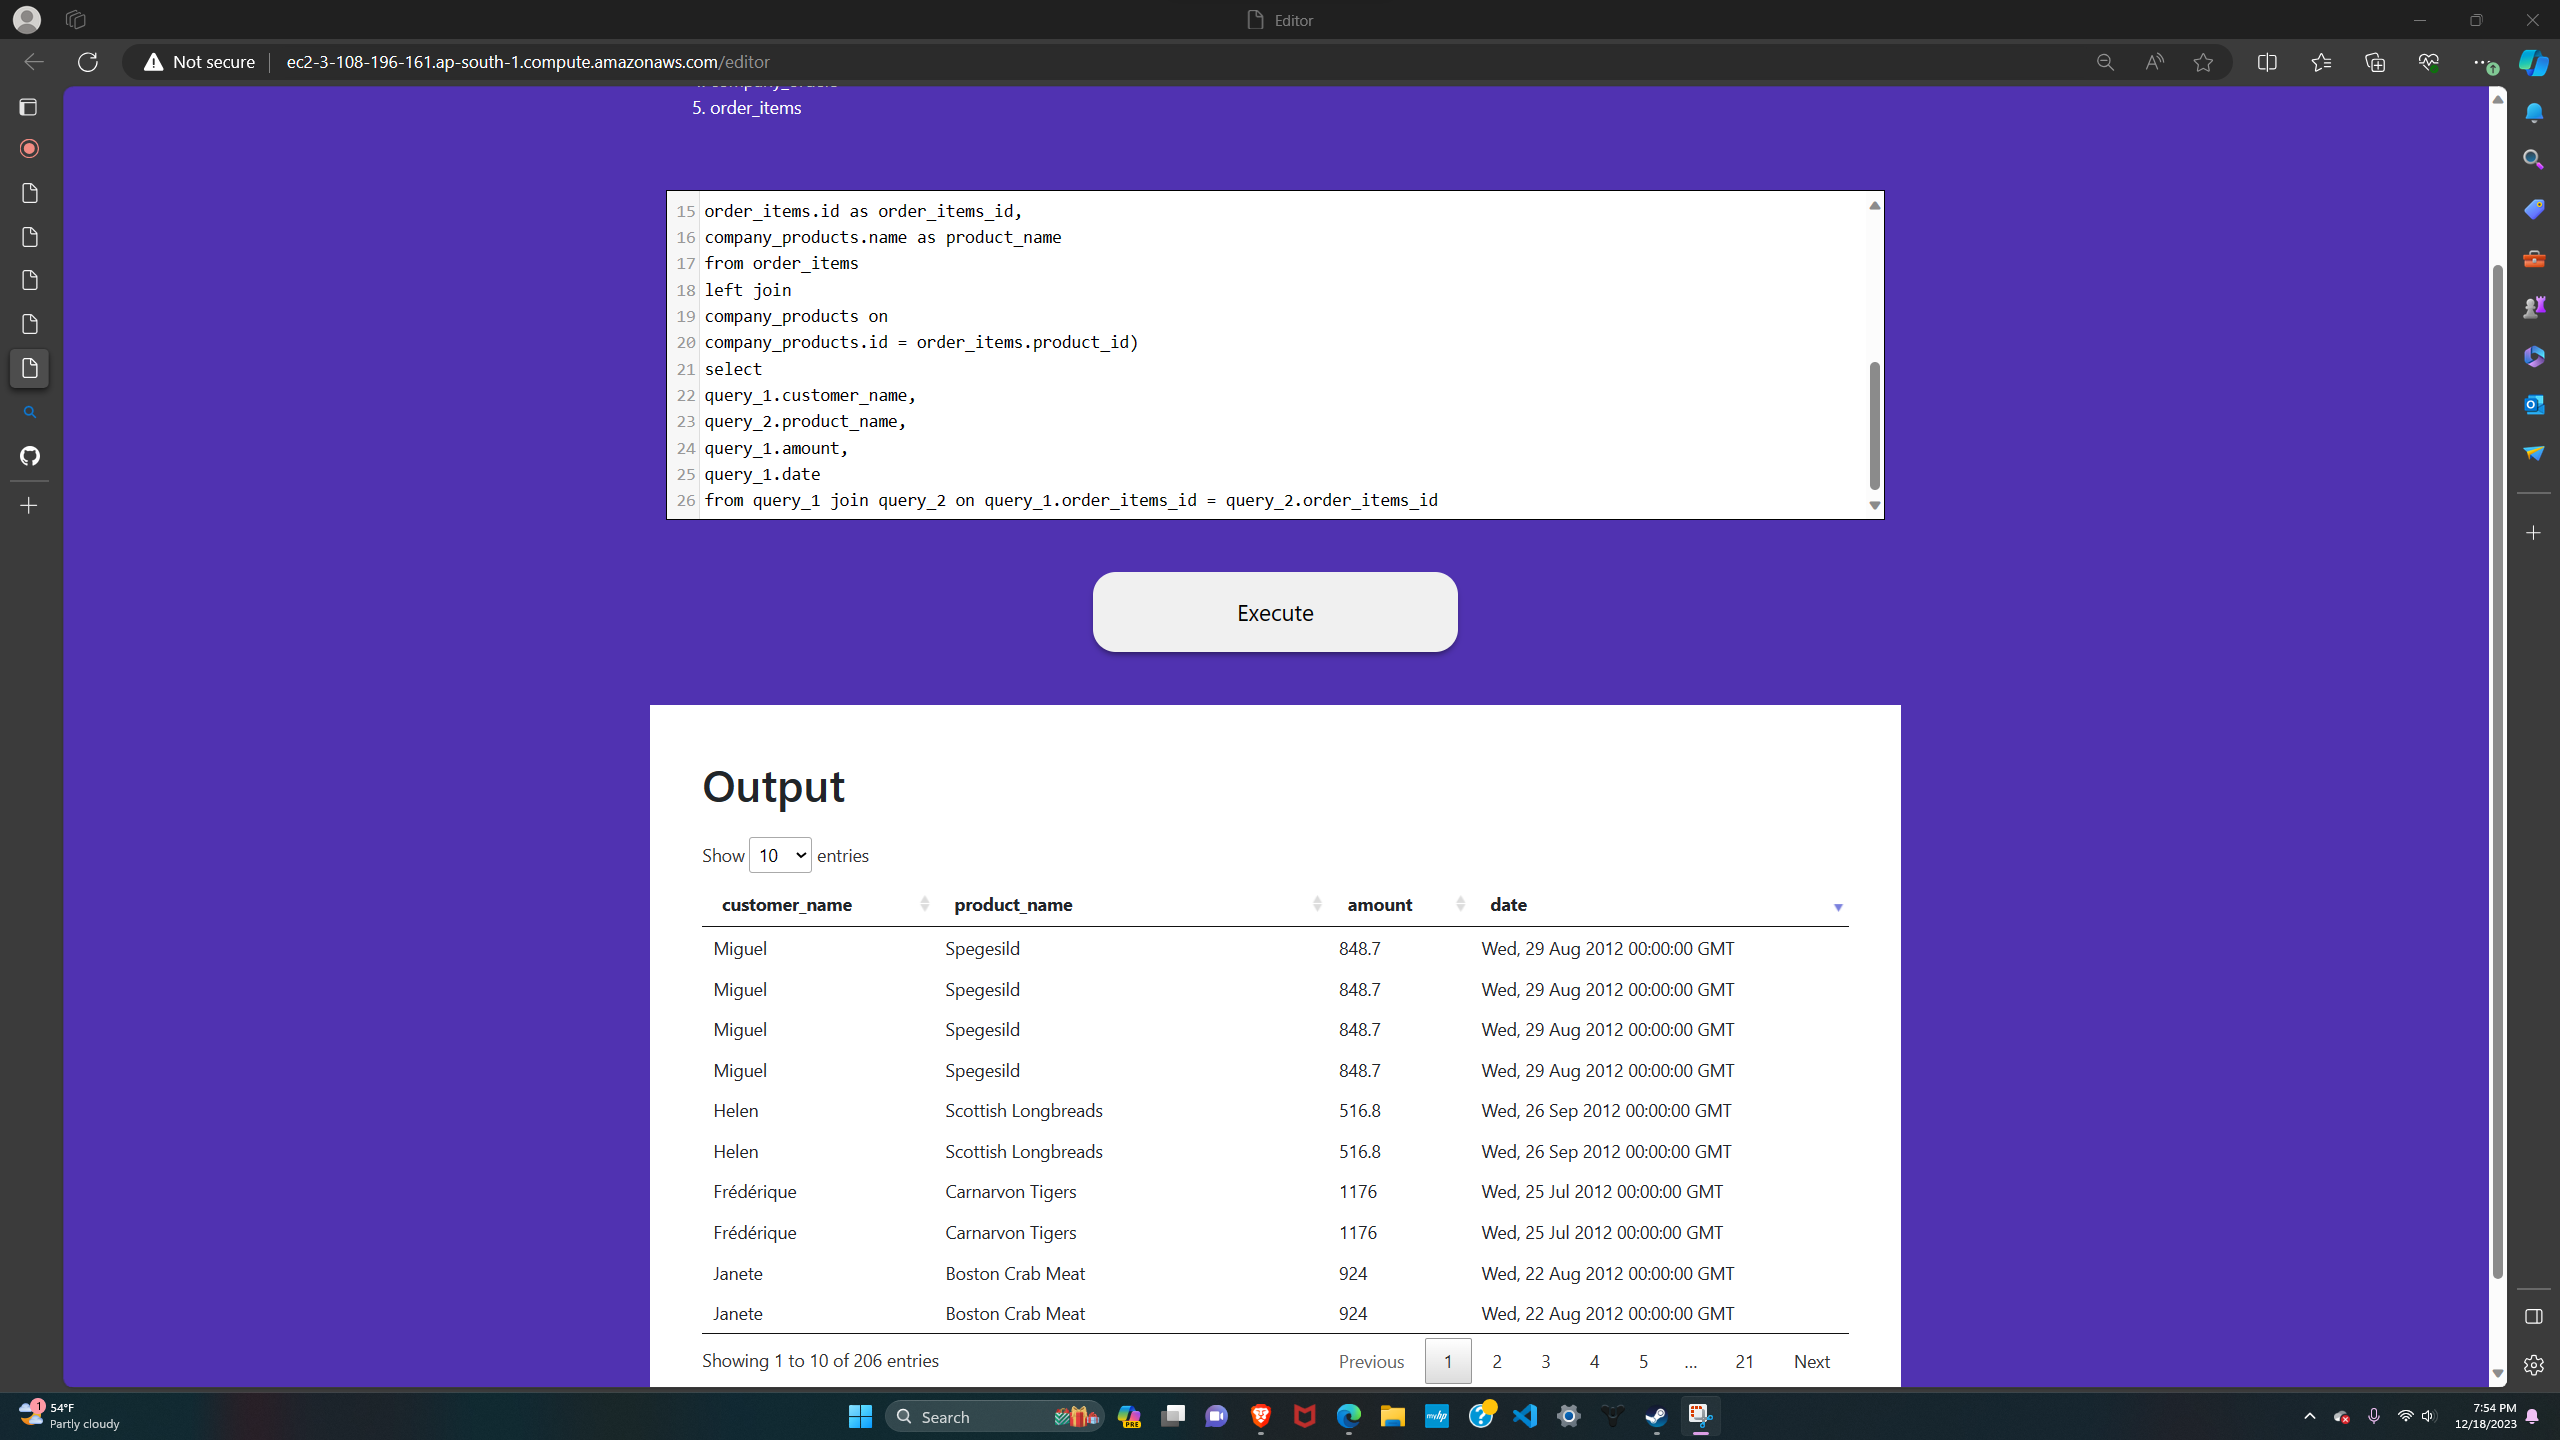 Editor
Not secure
ec2-3-108-196-161.ap-south-1.compute.amazonaws.com/editor
5. order_items
15 order_items.id as order_items_id,
16 company_products.name as product_name
17 from order_items
18 left join
19 company_products on
20 company_products.id = order_items.product_id)
21 select
22 query_1.customer_name,
23 query_2.product_name,
24 query_1.amount,
25 query_1.date
26 from query_1 join query_2 on query_1.order_items_id = query_2.order_items_id
Execute
Output
Show 10 entries
customer_name product_name amount date
Miguel Spegesild 848.7 Wed, 29 Aug 2012 00:00:00 GMT
Miguel Spegesild 848.7 Wed, 29 Aug 2012 00:00:00 GMT
Miguel Spegesild 848.7 Wed, 29 Aug 2012 00:00:00 GMT
Miguel Spegesild 848.7 Wed, 29 Aug 2012 00:00:00 GMT
Helen Scottish Longbreads 516.8 Wed, 26 Sep 2012 00:00:00 GMT
Helen Scottish Longbreads 516.8 Wed, 26 Sep 2012 00:00:00 GMT
Frédérique Carnarvon Tigers 1176 Wed, 25 Jul 2012 00:00:00 GMT
Frédérique Carnarvon Tigers 1176 Wed, 25 Jul 2012 00:00:00 GMT
Janete Boston Crab Meat 924 Wed, 22 Aug 2012 00:00:00 GMT
Janete Boston Crab Meat 924 Wed, 22 Aug 2012 00:00:00 GMT
Showing 1 to 10 of 206 entries Previous 1 2 3 4 5 … 21 Next
1
54°F
Partly cloudy
Search
PRE
myhp
7:54 PM
12/18/2023